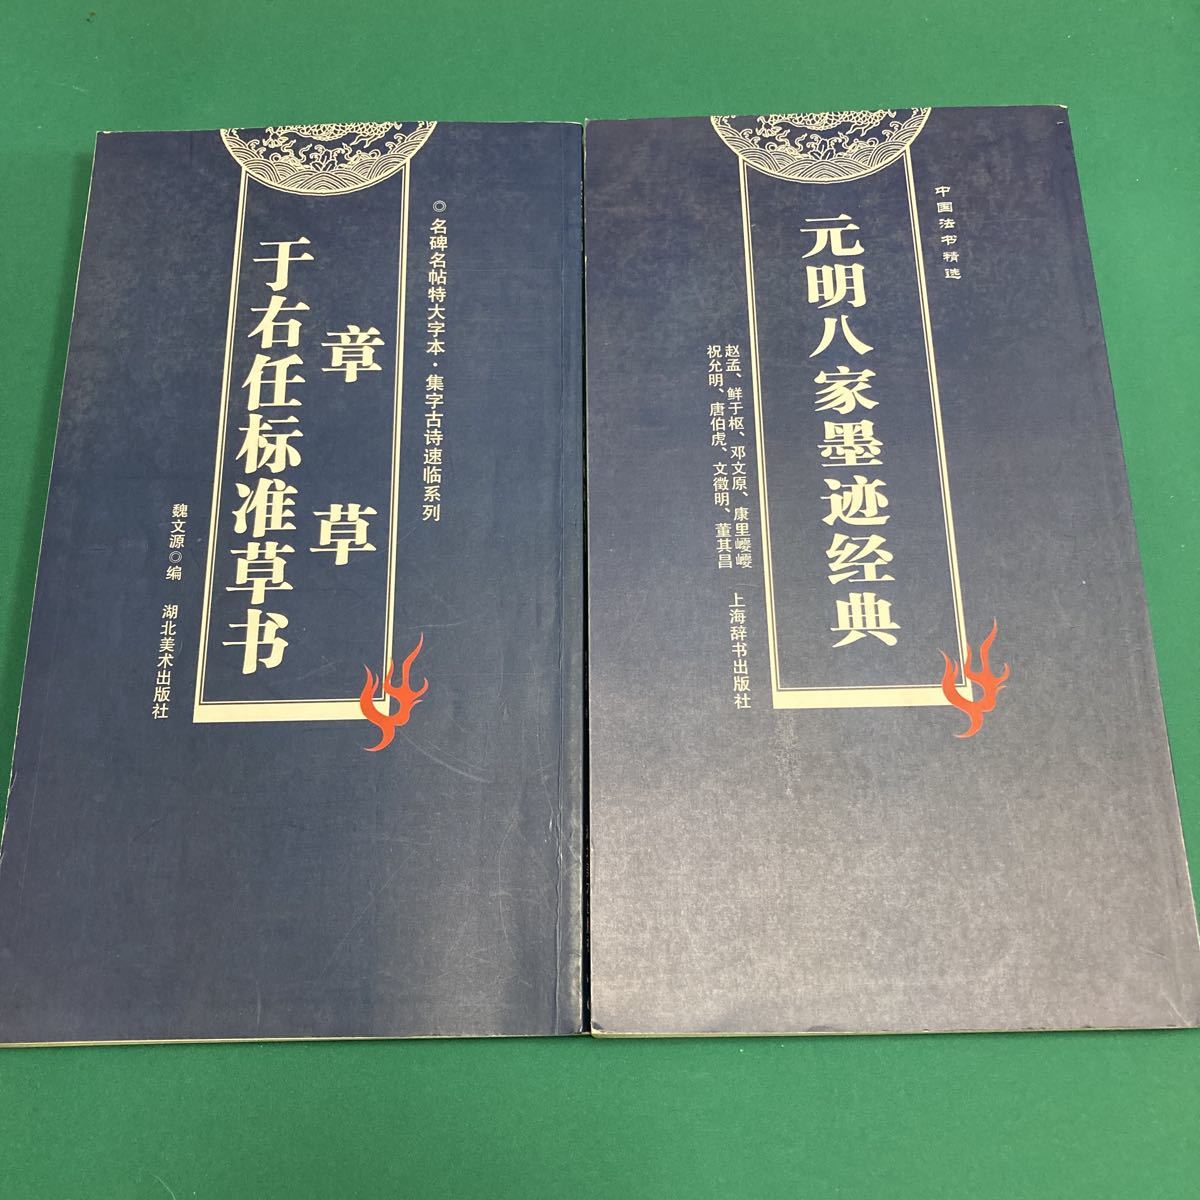 ◎名碑名帖特大字本·集字古诗速临系列
章草
于右任标准草书
魏文源◎编 湖北美术出版社
中国法书精选
元明八家墨迹经典
赵孟、鲜于枢、邓文原、康里巎巎
祝允明、唐伯虎、文徵明、董其昌
上海辞书出版社